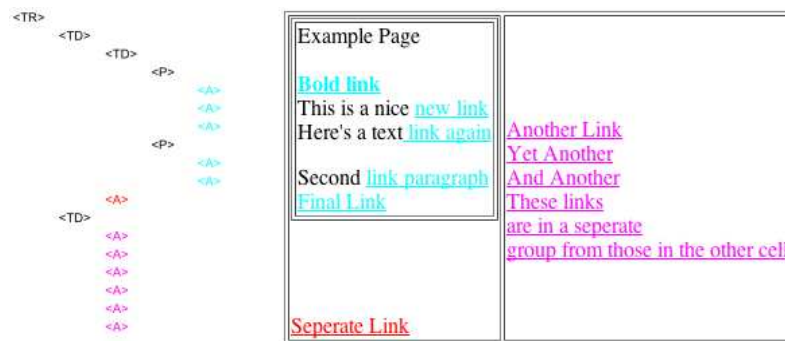 <TR>
<TD>
<TD>
<P>
<A>
<A>
<A>
<P>
<A>
<A>
<A>
<TD>
<A>
<A>
<A>
<A>
<A>
<A>
Example Page
Bold link
This is a nice new link
Here's a text link again
Second link paragraph
Final Link
Seperate Link
Another Link
Yet Another
And Another
These links
are in a seperate
group from those in the other cell